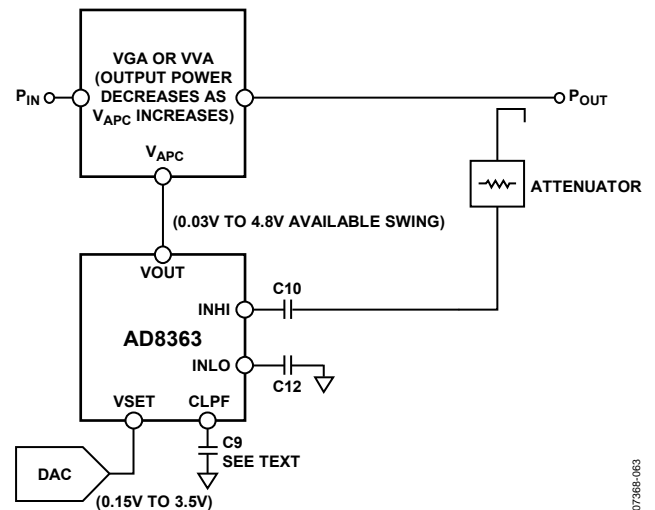 VGA OR VVA
(OUTPUT POWER
DECREASES AS
VAPC INCREASES)
PIN
POUT
VAPC
ATTENUATOR
(0.03V TO 4.8V AVAILABLE SWING)
VOUT
C10
INHI
AD8363
INLO
C12
VSET
CLPF
C9
SEE TEXT
DAC
(0.15V TO 3.5V)
07368-063